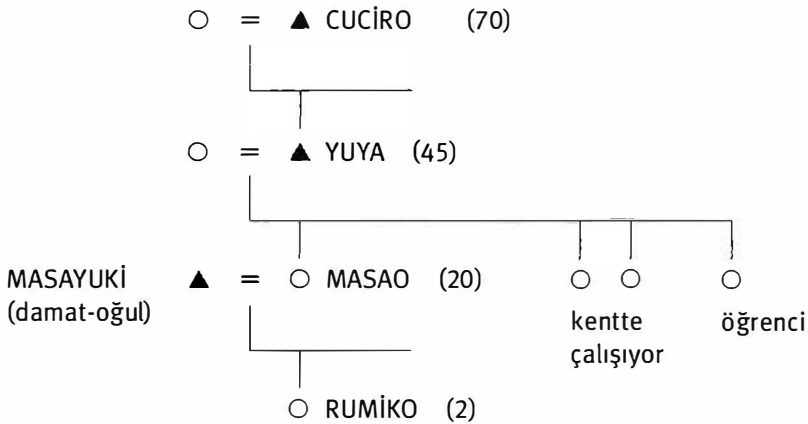 ○ = ▲ CUCİRO (70)
○ = ▲ YUYA (45)
MASAYUKİ ▲ = ○ MASAO (20) ○ ○ ○
(damat-oğul)
kentte öğrenci
çalışıyor
○ RUMİKO (2)